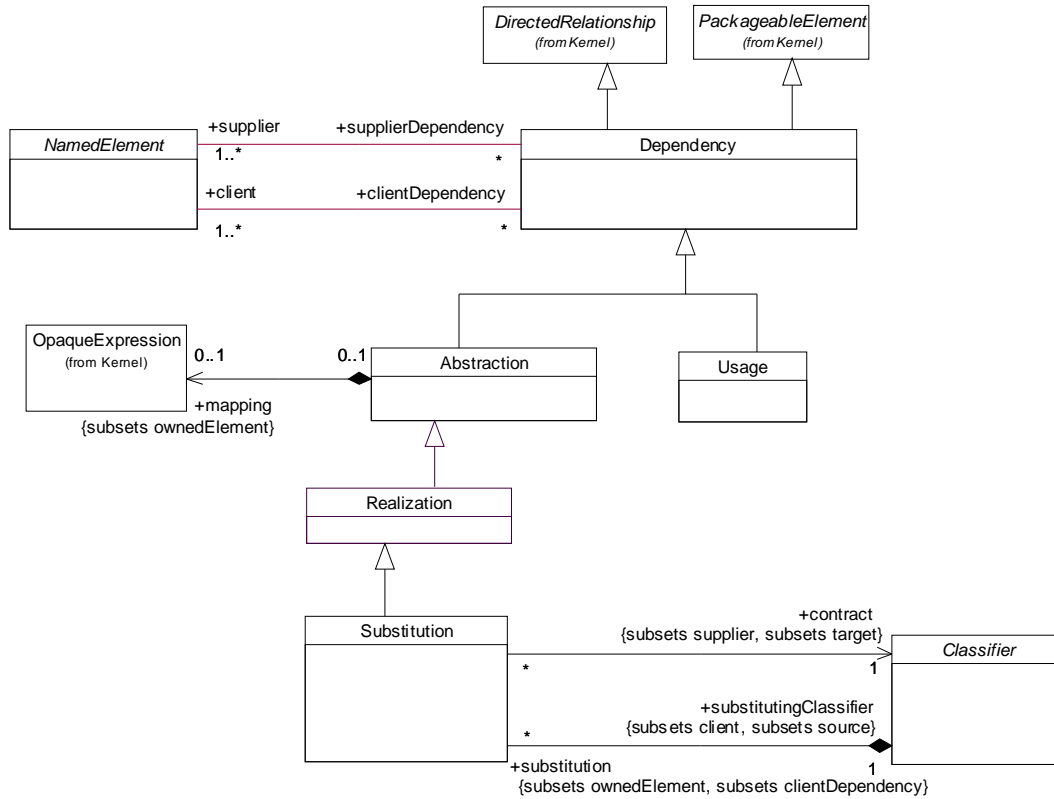 DirectedRelationship
(from Kernel)
PackageableElement
(from Kernel)
NamedElement
+supplier
1..*
+supplierDependency
*
+client
1..*
+clientDependency
*
Dependency
OpaqueExpression
(from Kernel)
0..1
0..1
+mapping
{subsets ownedElement}
Abstraction
Usage
Realization
Substitution
+contract
{subsets supplier, subsets target}
*
1
Classifier
+substitutingClassifier
{subsets client, subsets source}
*
+substitution
1
{subsets ownedElement, subsets clientDependency}